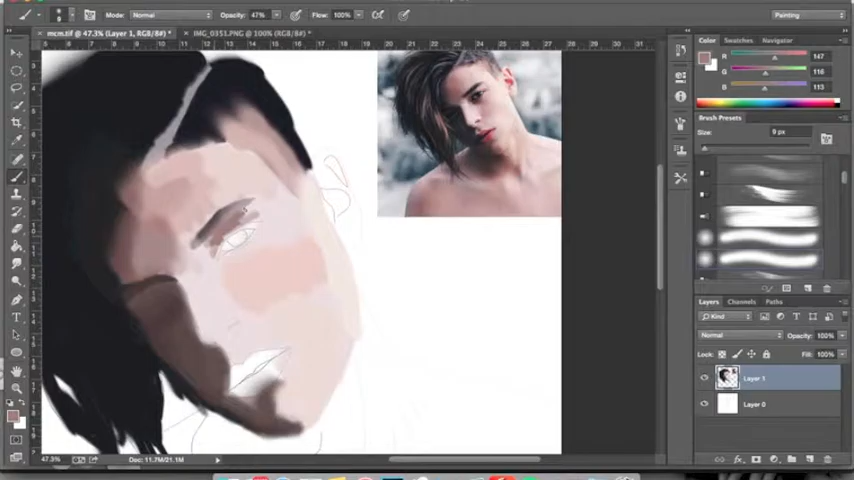 Mode: Normal Opacity: 47% Flow: 100% Painting
mcm.tif @ 47.3% (Layer 1, RGB/8#) * IMG_0351.PNG @ 100% (RGB/8#) *
Color Swatches Navigator
R 147
G 116
B 113
Brush Presets
Size: 9 px
Layers Channels Paths
Kind
Normal Opacity: 100%
Lock: Fill: 100%
Layer 1
Layer 0
47.3% Doc: 11.7M/21.1M